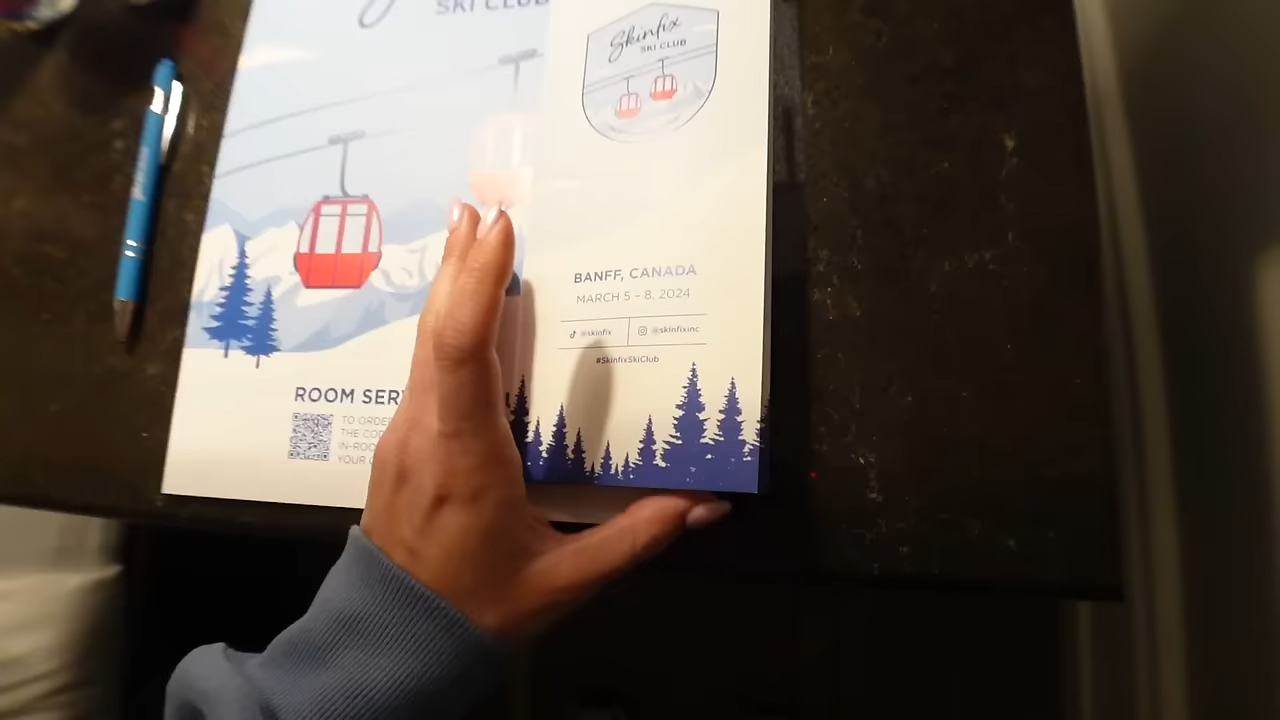 SKI CLUB
ROOM SER
TO ORDE
THE COD
IN-ROO
YOUR
Skinfix
SKI CLUB
BANFF, CANADA
MARCH 5 – 8, 2024
@skinfix
@skinfixinc
#SkinfixSkiClub